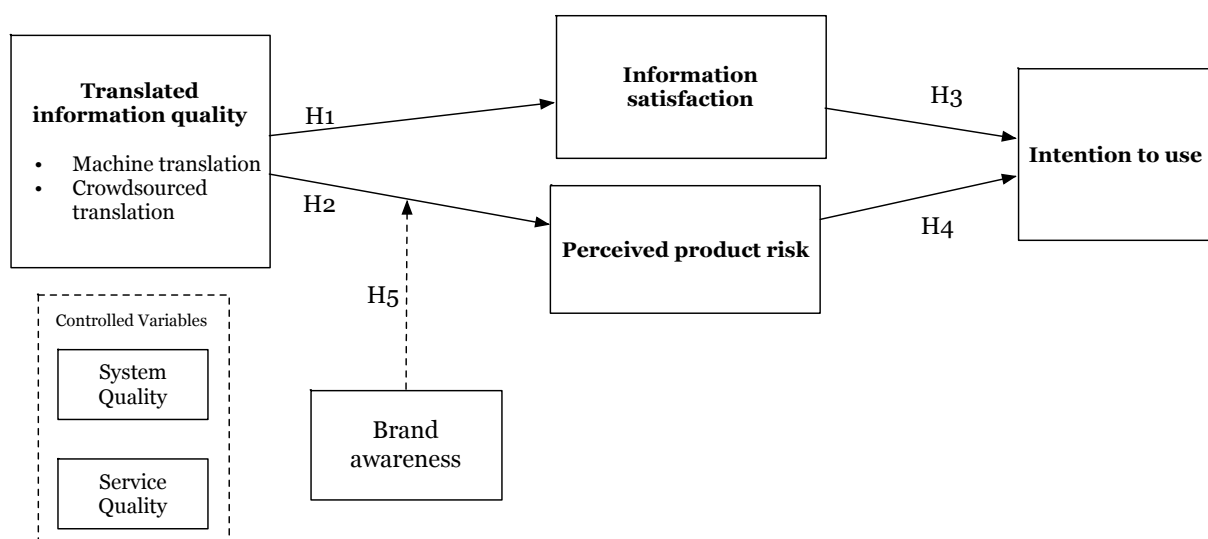 Translated
information quality
• Machine translation
• Crowdsourced
translation
H1
H2
Information
satisfaction
Perceived product risk
H3
H4
Intention to use
H5
Brand
awareness
Controlled Variables
System
Quality
Service
Quality